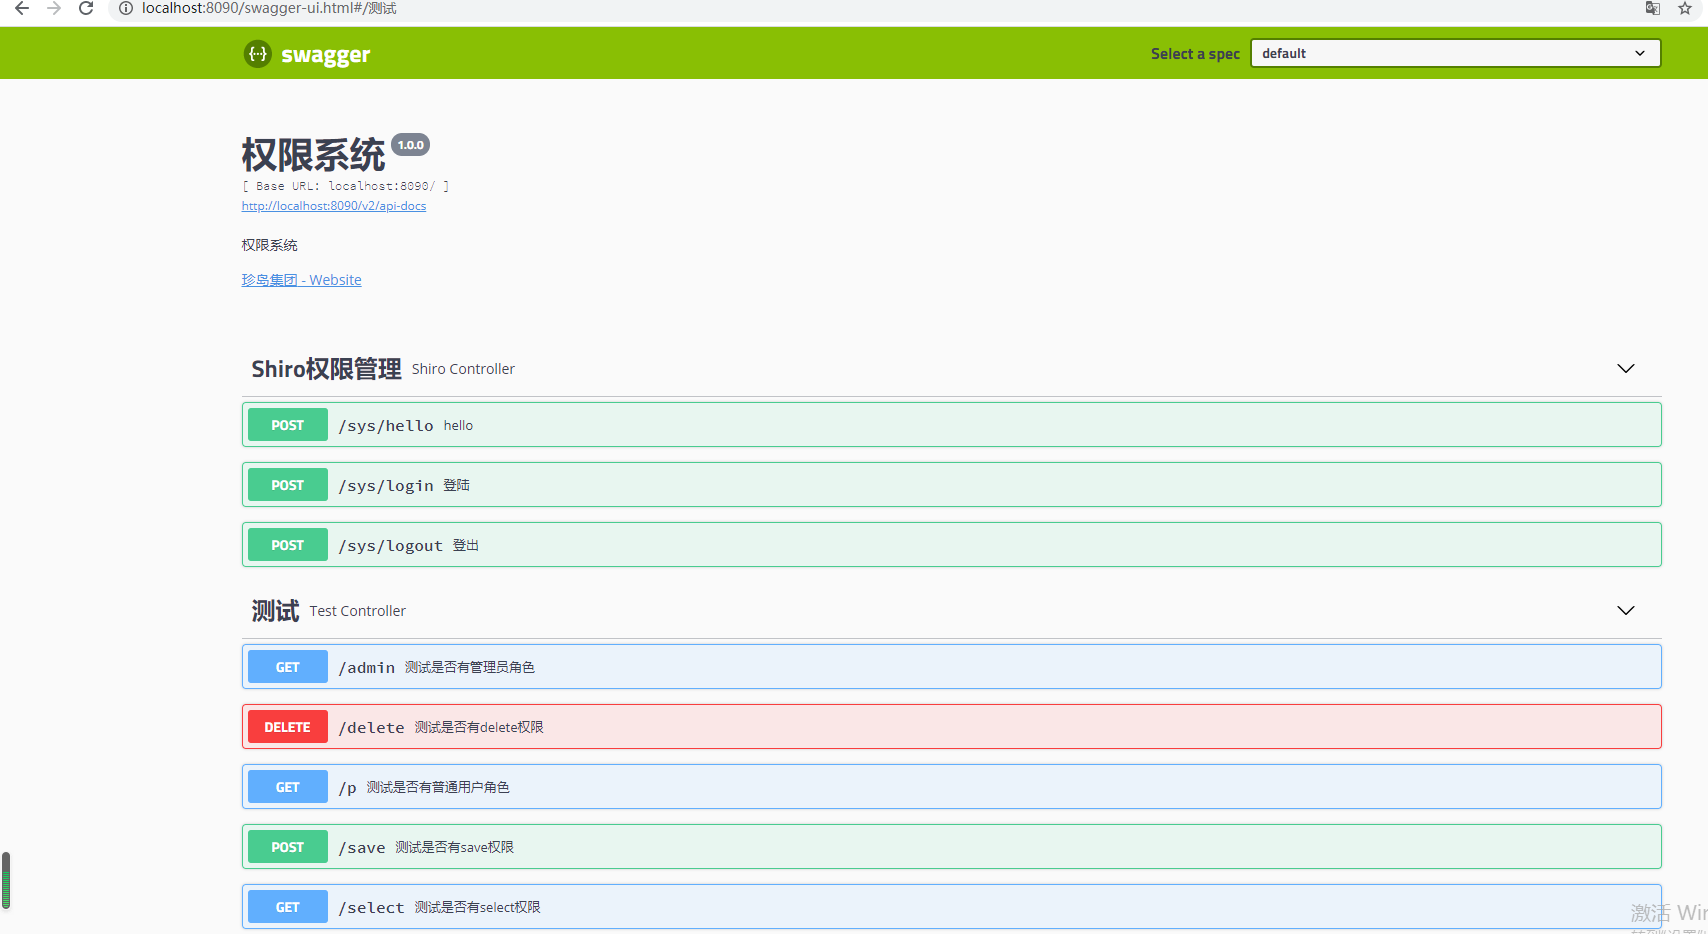 localhost:8090/swagger-ui.html#/测试
{...} swagger
Select a spec default
权限系统 1.0.0
[ Base URL: localhost:8090/ ]
http://localhost:8090/v2/api-docs
权限系统
珍岛集团 - Website
Shiro权限管理 Shiro Controller
POST /sys/hello hello
POST /sys/login 登陆
POST /sys/logout 登出
测试 Test Controller
GET /admin 测试是否有管理员角色
DELETE /delete 测试是否有delete权限
GET /p 测试是否有普通用户角色
POST /save 测试是否有save权限
GET /select 测试是否有select权限
激活 Win